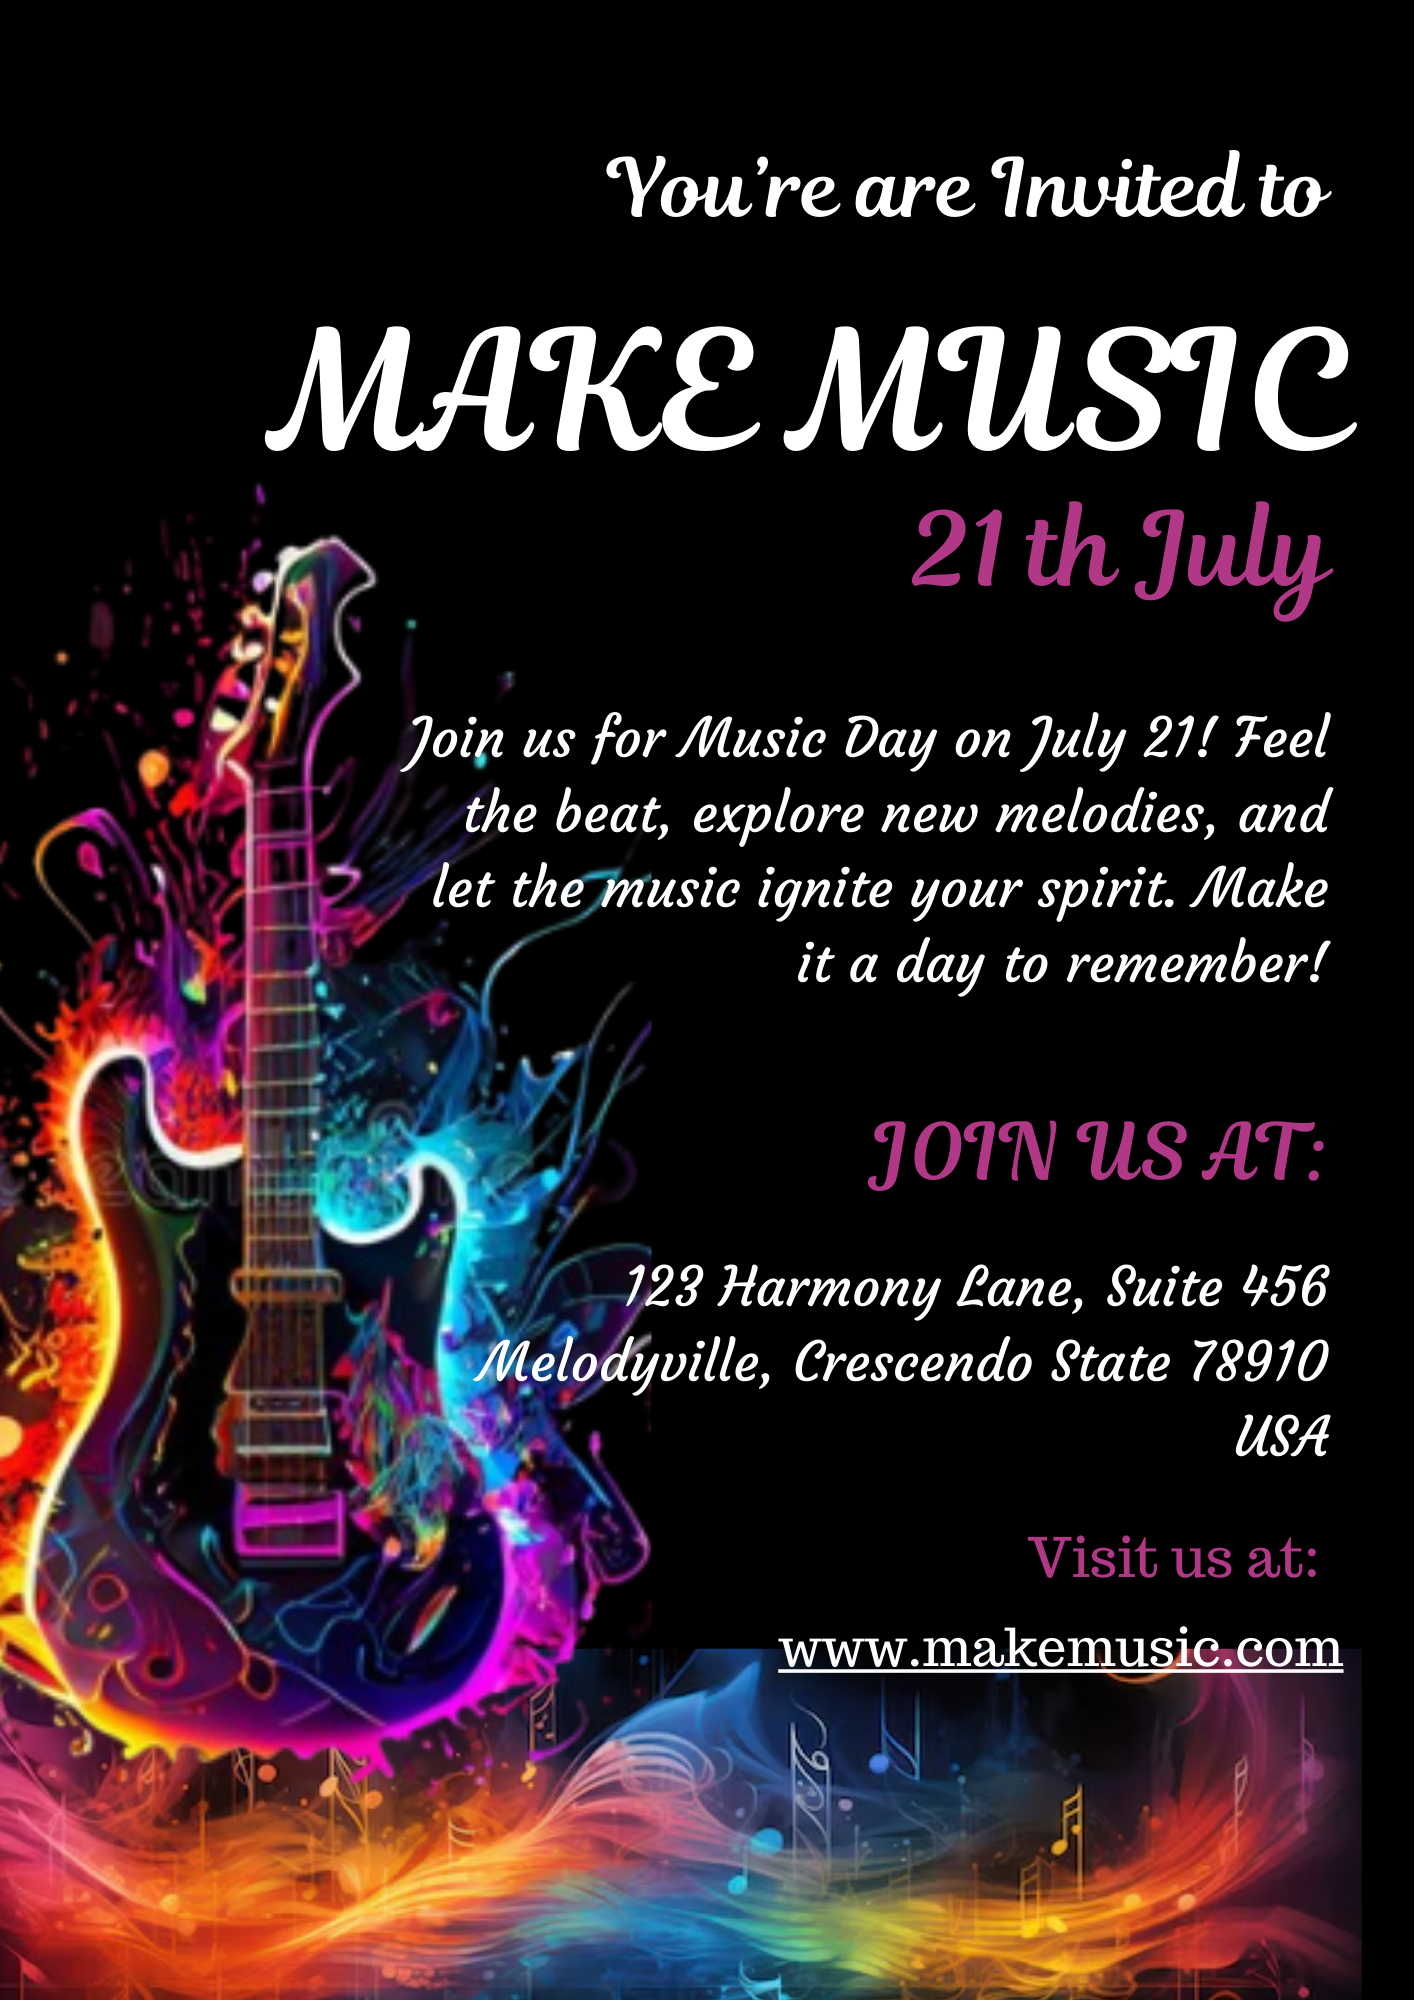 You're are Invited to
MAKE MUSIC
21 th July
Join us for Music Day on July 21! Feel
the beat, explore new melodies, and
let the music ignite your spirit. Make
it a day to remember!
JOIN US AT:
123 Harmony Lane, Suite 456
Melodyville, Crescendo State 78910
USA
Visit us at:
www.makemusic.com